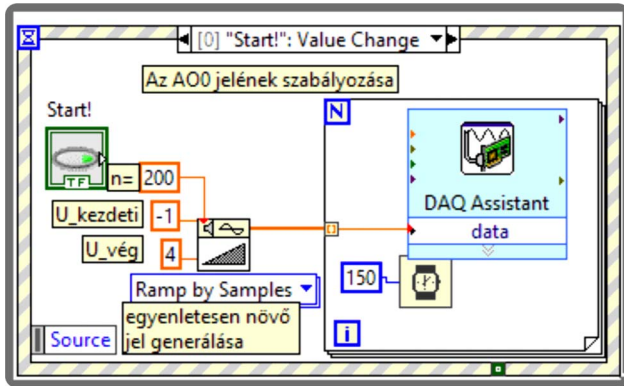 [0] "Start!": Value Change
Az AO0 jelének szabályozása
Start!
TF
N
n= 200
U_kezdeti -1
U_vég 4
DAQ Assistant
data
150
Ramp by Samples
egyenletesen növő
jel generálása
Source
i